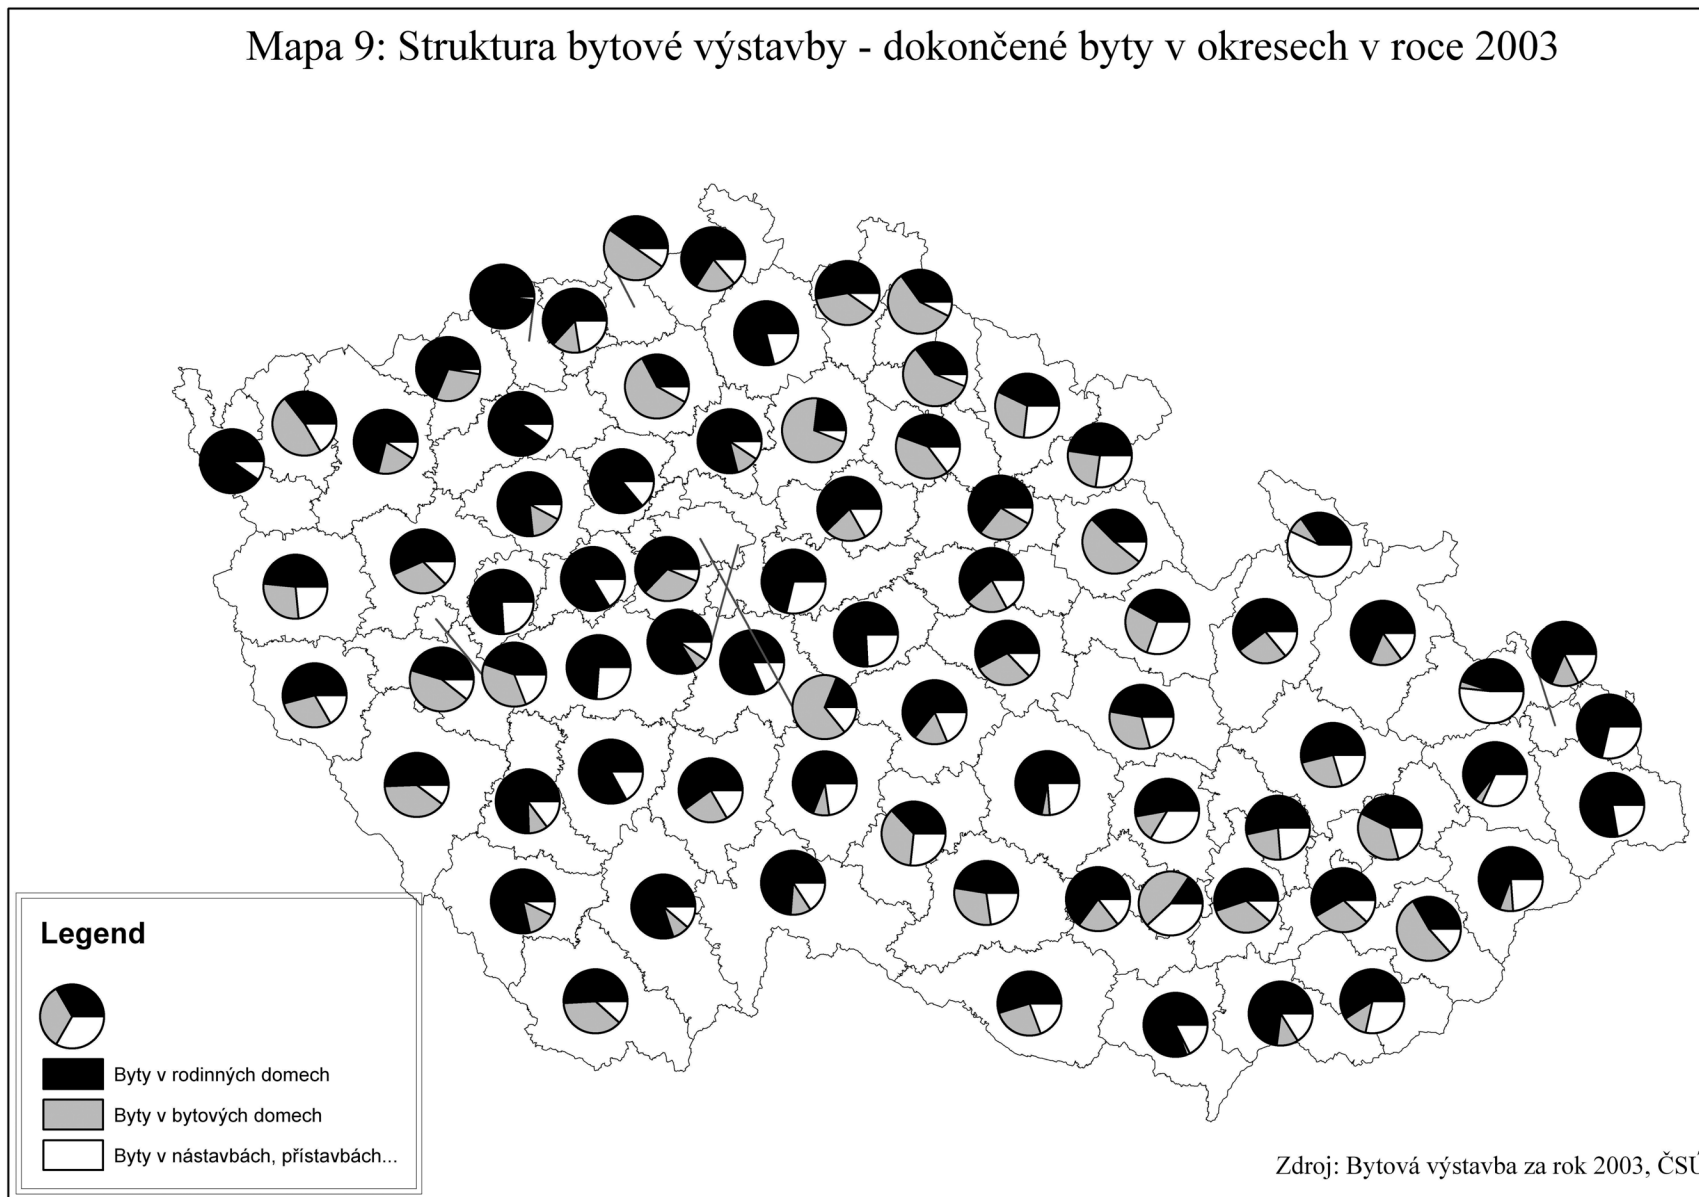 Mapa 9: Struktura bytové výstavby - dokončené byty v okresech v roce 2003
Legend
Byty v rodinných domech
Byty v bytových domech
Byty v nástavbách, přístavbách...
Zdroj: Bytová výstavba za rok 2003, ČSÚ